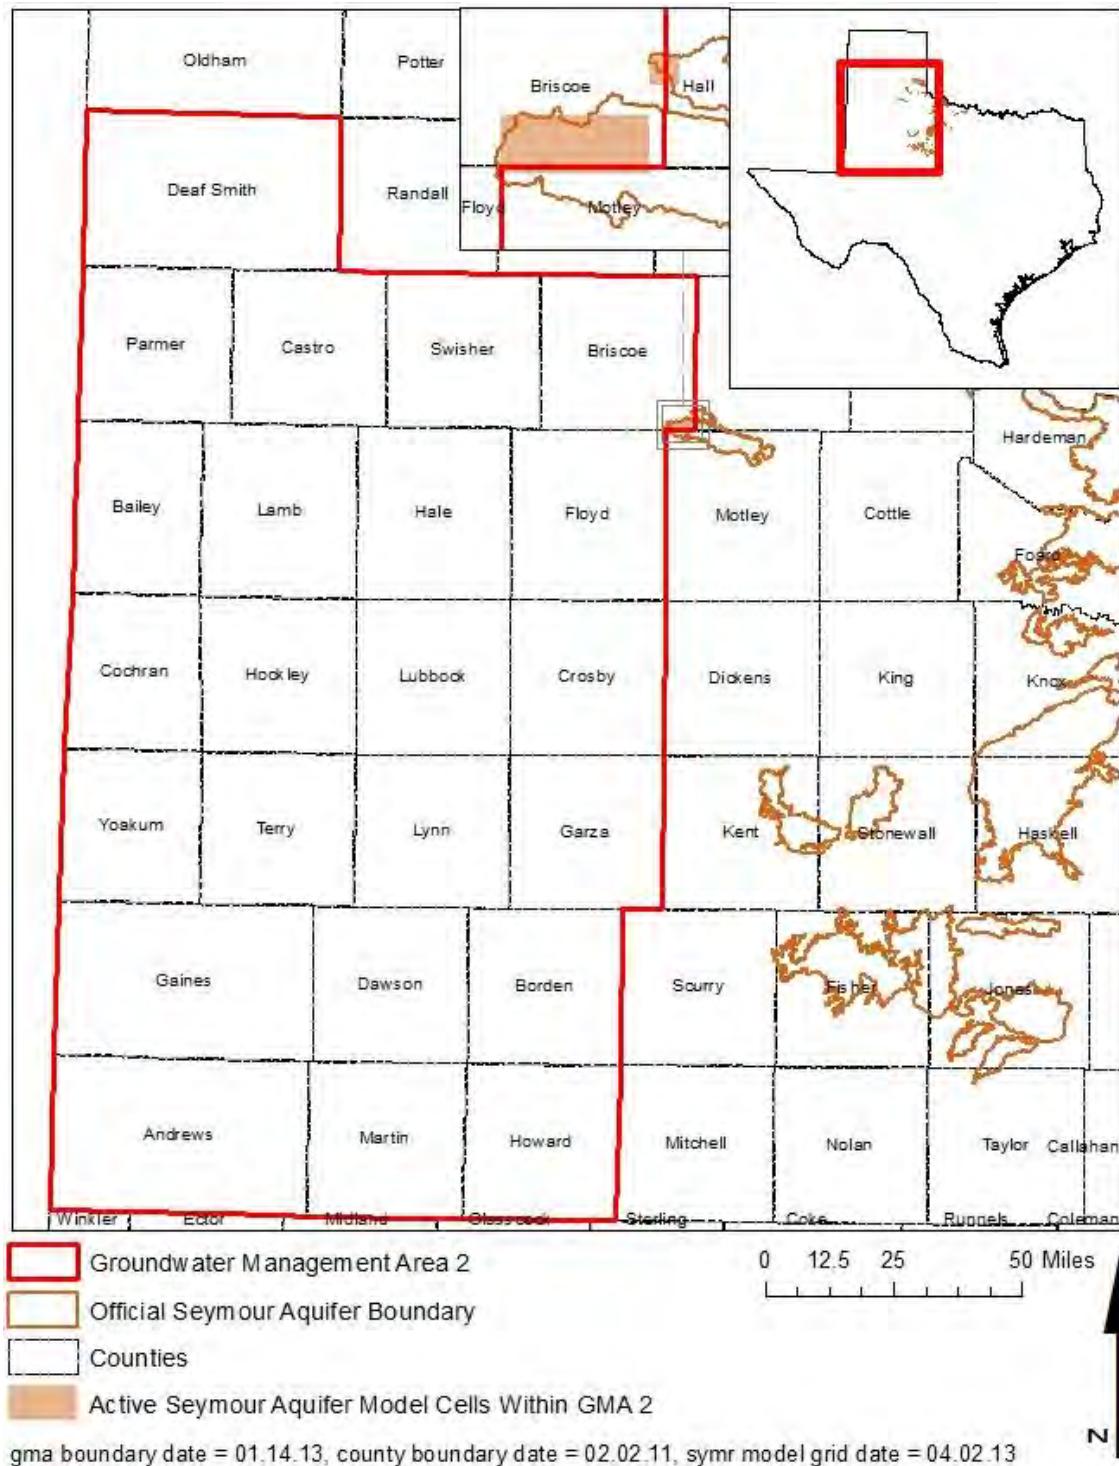 Oldham
Potter
Briscoe
Hall
Deaf Smith
Randall
Floyd
Motley
Parmer
Castro
Swisher
Briscoe
Hardeman
Bailey
Lamb
Hale
Floyd
Motley
Cottle
Foard
Cochran
Hockley
Lubbock
Crosby
Dickens
King
Knox
Yoakum
Terry
Lynn
Garza
Kent
Stonewall
Haskell
Gaines
Dawson
Borden
Scurry
Fisher
Jones
Andrews
Martin
Howard
Mitchell
Nolan
Taylor
Callahan
Winkler
Ector
Midland
Glasscock
Sterling
Coke
Runnels
Coleman
Groundwater Management Area 2
0 12.5 25 50 Miles
Official Seymour Aquifer Boundary
Counties
Active Seymour Aquifer Model Cells Within GMA 2
N
gma boundary date = 01.14.13, county boundary date = 02.02.11, symr model grid date = 04.02.13